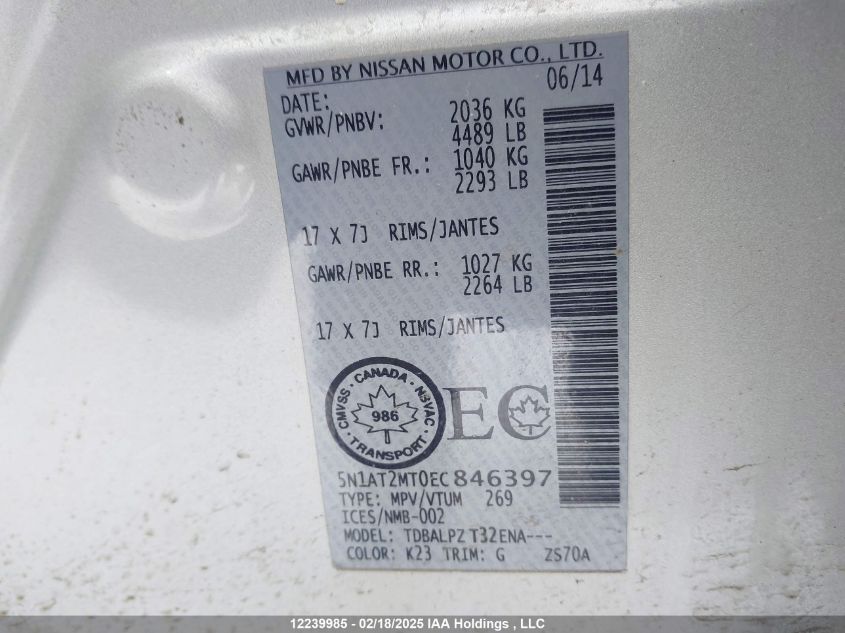 MFD BY NISSAN MOTOR CO., LTD.
DATE: 06/14
GVWR/PNBV: 2036 KG
4489 LB
GAWR/PNBE FR.: 1040 KG
2293 LB
17 X 7J RIMS/JANTES
GAWR/PNBE RR.: 1027 KG
2264 LB
17 X 7J RIMS/JANTES
CMVSS · CANADA · NSVAC
986
· TRANSPORT ·
EC
5N1AT2MT0EC846397
TYPE: MPV/VTUM 269
ICES/NMB-002
MODEL: TDBALPZ T32ENA---
COLOR: K23 TRIM: G ZS70A
12239985 - 02/18/2025 IAA Holdings , LLC